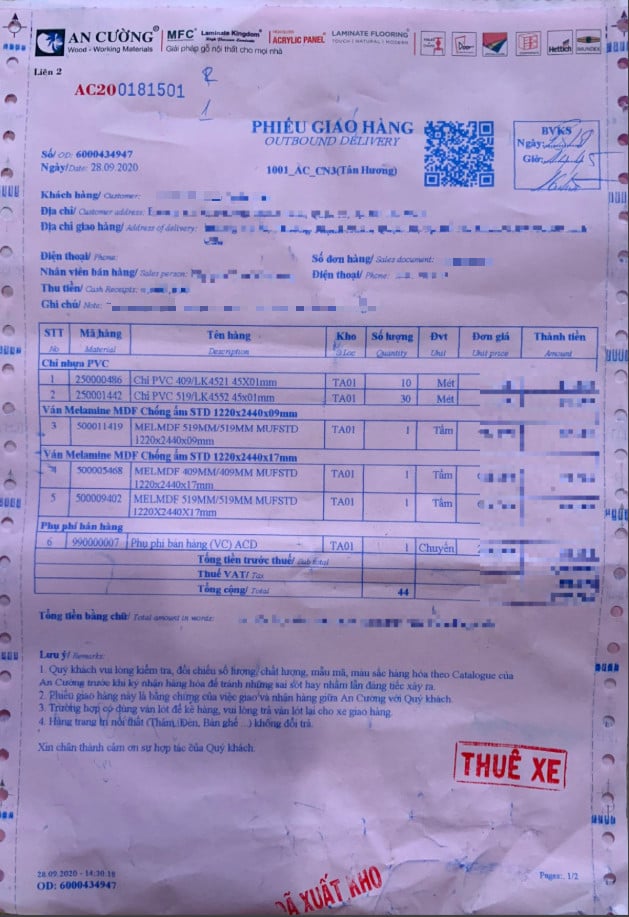 AN CƯỜNG
Wood - Working Materials
MFC Laminate Kingdom
ACRYLIC PANEL
LAMINATE FLOORING
TOUCH | NATURAL | MODERN
Giải pháp gỗ nội thất cho mọi nhà
Hettich
Liên 2
AC20 0181501
PHIẾU GIAO HÀNG
OUTBOUND DELIVERY
BVKS
Ngày:
Giờ: 14.45
Số/ OD: 6000434947
Ngày/Date: 28.09.2020
1001_AC_CN3(Tân Hương)
Khách hàng/ Customer:
Địa chỉ/ Customer address:
Địa chỉ giao hàng/ Address of delivery:
Điện thoại/ Phone:
Số đơn hàng/ Sales document:
Nhân viên bán hàng/ Sales person:
Điện thoại/ Phone:
Thu tiền/ Cash Receipts:
Ghi chú/ Note:
STT Mã hàng Tên hàng Kho Số lượng Đvt Đơn giá Thành tiền
No Material Description S.Loc Quantity Unit Unit price Amount
Chỉ nhựa PVC
1 250000486 Chỉ PVC 409/LK4521 45X01mm TA01 10 Mét
2 250001442 Chỉ PVC 519/LK4552 45x01mm TA01 30 Mét
Ván Melamine MDF Chống ẩm STD 1220x2440x09mm
3 500011419 MELMDF 519MM/519MM MUFSTD TA01 1 Tấm
1220x2440x09mm
Ván Melamine MDF Chống ẩm STD 1220x2440x17mm
4 500005468 MELMDF 409MM/409MM MUFSTD TA01 1 Tấm
1220x2440x17mm
5 500009402 MELMDF 519MM/519MM MUFSTD TA01 1 Tấm
1220X2440X17mm
Phụ phí bán hàng
6 990000007 Phụ phí bán hàng (VC) ACD TA01 1 Chuyến
Tổng tiền trước thuế/ Sub total
Thuế VAT/ Tax
Tổng cộng/ Total 44
Tổng tiền bằng chữ/ Total amount in words:
Lưu ý/ Remarks:
1. Quý khách vui lòng kiểm tra, đối chiếu số lượng/ chất lượng, mẫu mã, màu sắc hàng hóa theo Catalogue của
An Cường trước khi ký nhận hàng hóa để tránh những sai sót hay nhầm lẫn đáng tiếc xảy ra.
2. Phiếu giao hàng này là bằng chứng của việc giao và nhận hàng giữa An Cường với Quý khách.
3. Trường hợp có dùng ván lót để kê hàng, vui lòng trả ván lót lại cho xe giao hàng.
4. Hàng trang trí nội thất (Thảm, Đèn, Bàn ghế ...) không đổi trả.
Xin chân thành cảm ơn sự hợp tác của Quý khách.
THUÊ XE
28.09.2020 - 14:30:18
OD: 6000434947
ĐÃ XUẤT KHO
Pages: 1/2